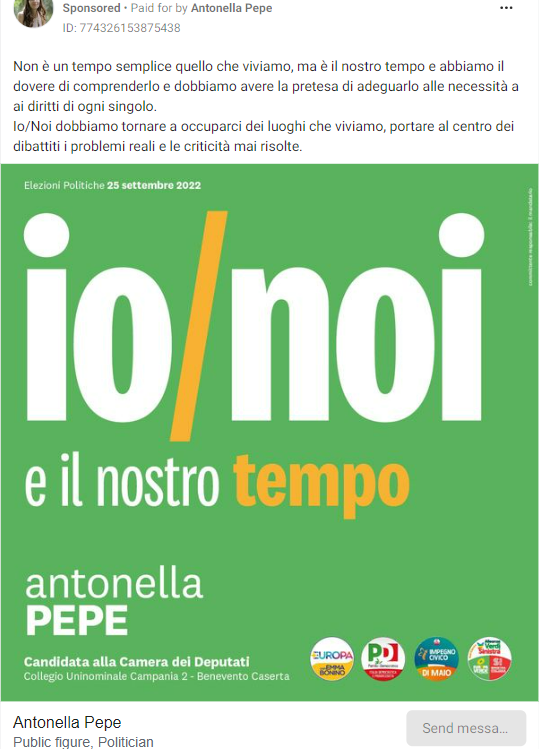 Sponsored • Paid for by Antonella Pepe
ID: 774326153875438
Non è un tempo semplice quello che viviamo, ma è il nostro tempo e abbiamo il
dovere di comprenderlo e dobbiamo avere la pretesa di adeguarlo alle necessità a
ai diritti di ogni singolo.
Io/Noi dobbiamo tornare a occuparci dei luoghi che viviamo, portare al centro dei
dibattiti i problemi reali e le criticità mai risolte.
Elezioni Politiche 25 settembre 2022
committente responsabile: il mandatario
io/noi
e il nostro tempo
antonella
PEPE
Candidata alla Camera dei Deputati
Collegio Uninominale Campania 2 - Benevento Caserta
EUROPA
EMMA
BONINO
PD
IMPEGNO
CIVICO
DI MAIO
Verdi
Sinistra
Antonella Pepe
Public figure, Politician
Send messa...